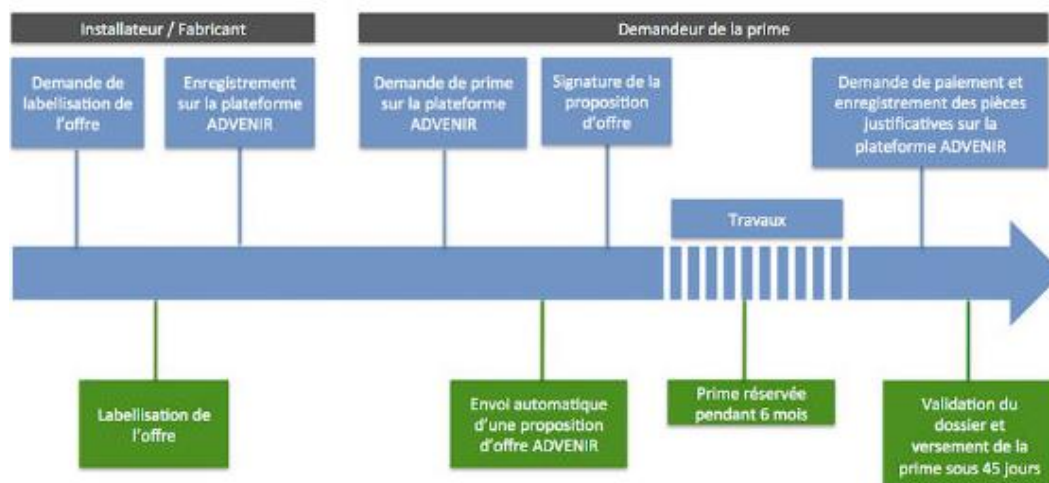 Installateur / Fabricant
Demandeur de la prime
Demande de
labellisation de
l'offre
Enregistrement
sur la plateforme
ADVENIR
Demande de prime
sur la plateforme
ADVENIR
Signature de la
proposition
d'offre
Demande de paiement et
enregistrement des pièces
justificatives sur la
plateforme ADVENIR
Travaux
Labellisation de
l'offre
Envoi automatique
d'une proposition
d'offre ADVENIR
Prime réservée
pendant 6 mois
Validation du
dossier et
versement de la
prime sous 45 jours